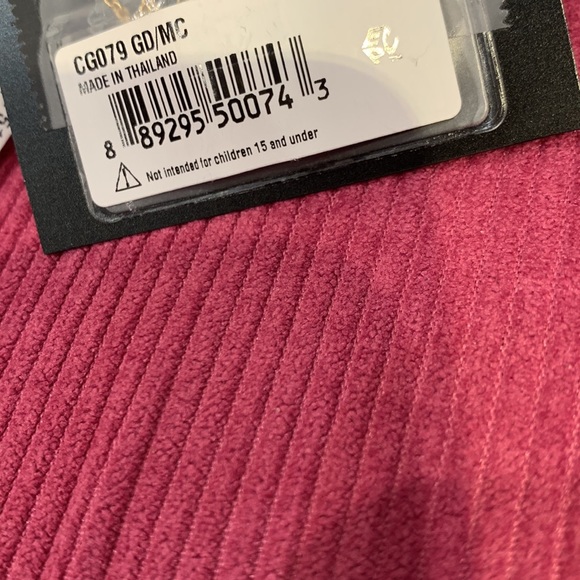 CG079 GD/MC
MADE IN THAILAND
8 89295 50074 3
Not intended for children 15 and under